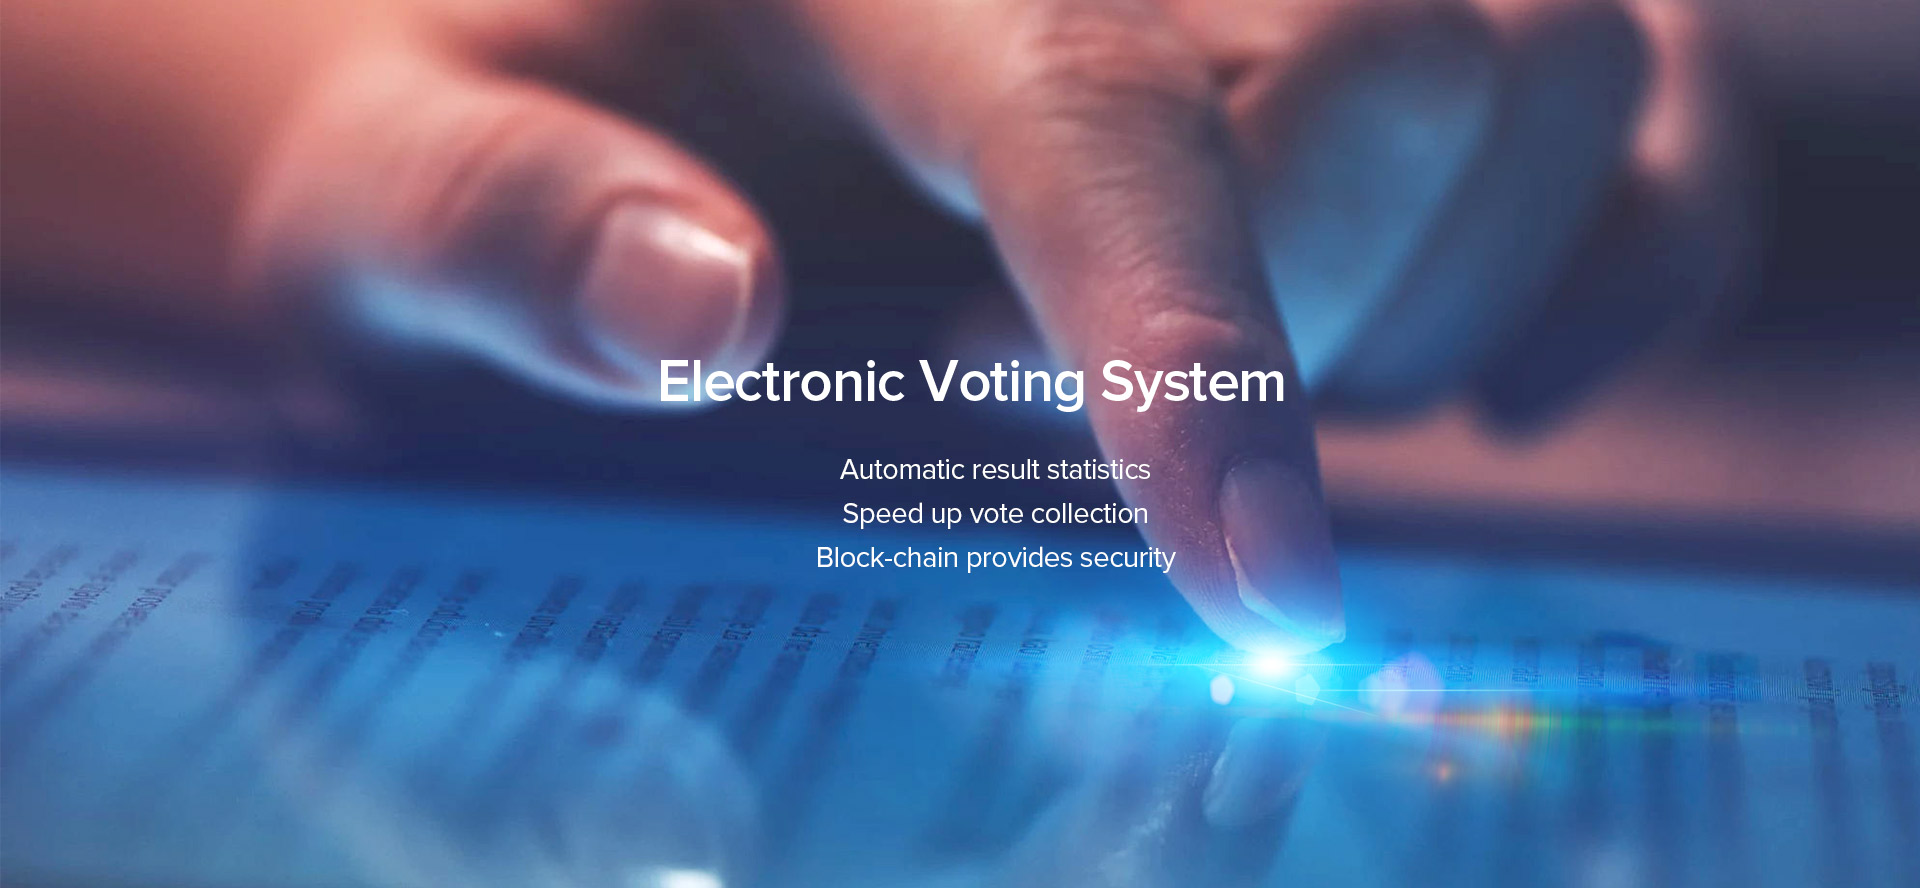 Electronic Voting System
Automatic result statistics
Speed up vote collection
Block-chain provides security